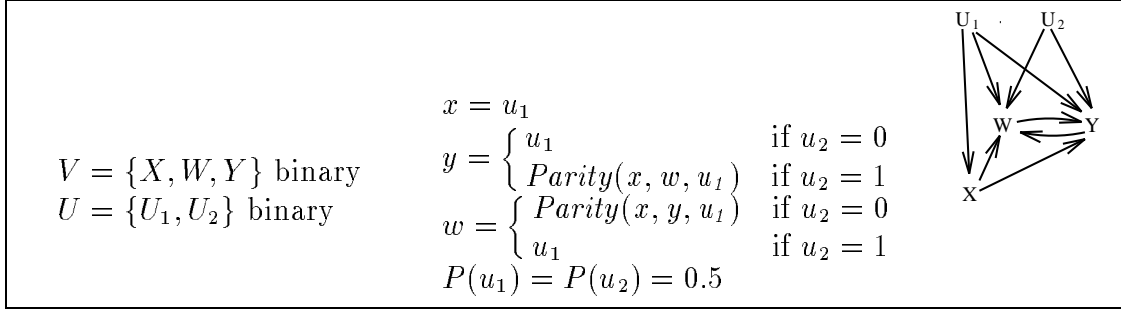 V = {X, W, Y} binary
U = {U₁, U₂} binary
x = u₁
y = { u₁ if u₂ = 0
Parity(x, w, u₁) if u₂ = 1
w = { Parity(x, y, u₁) if u₂ = 0
u₁ if u₂ = 1
P(u₁) = P(u₂) = 0.5
U₁ U₂
W Y
X